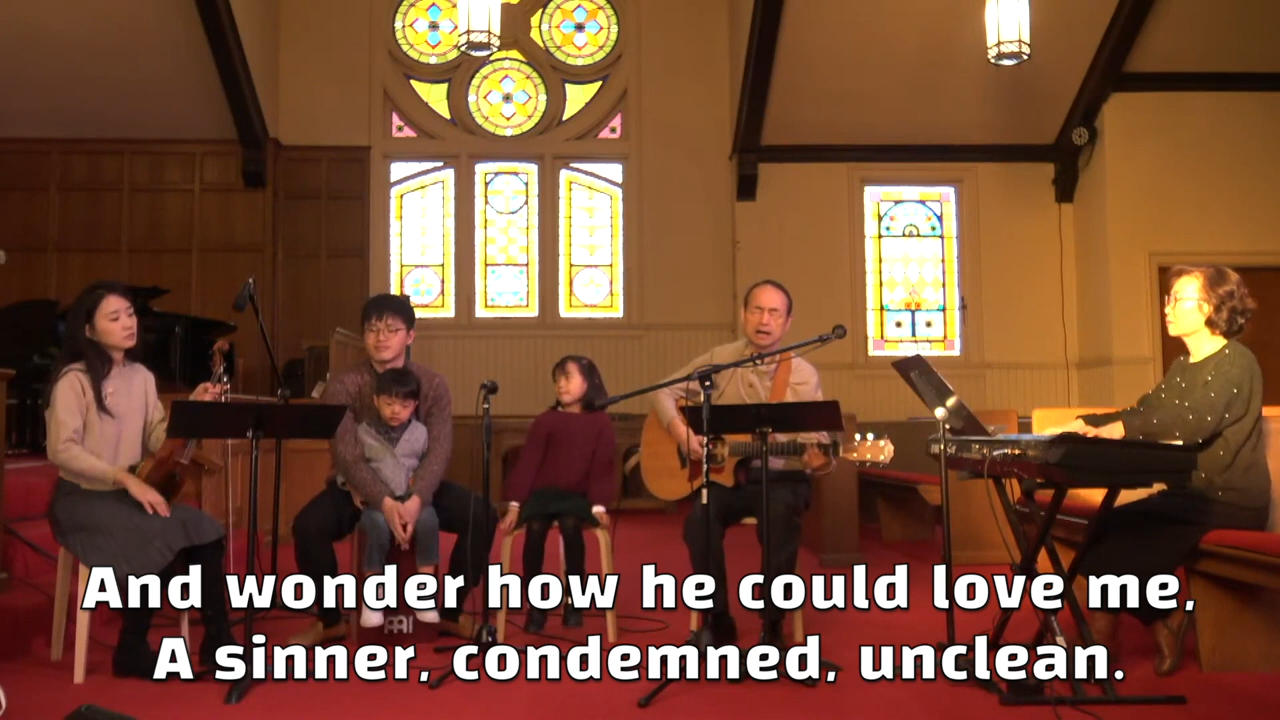 And wonder how he could love me,
A sinner, condemned, unclean.